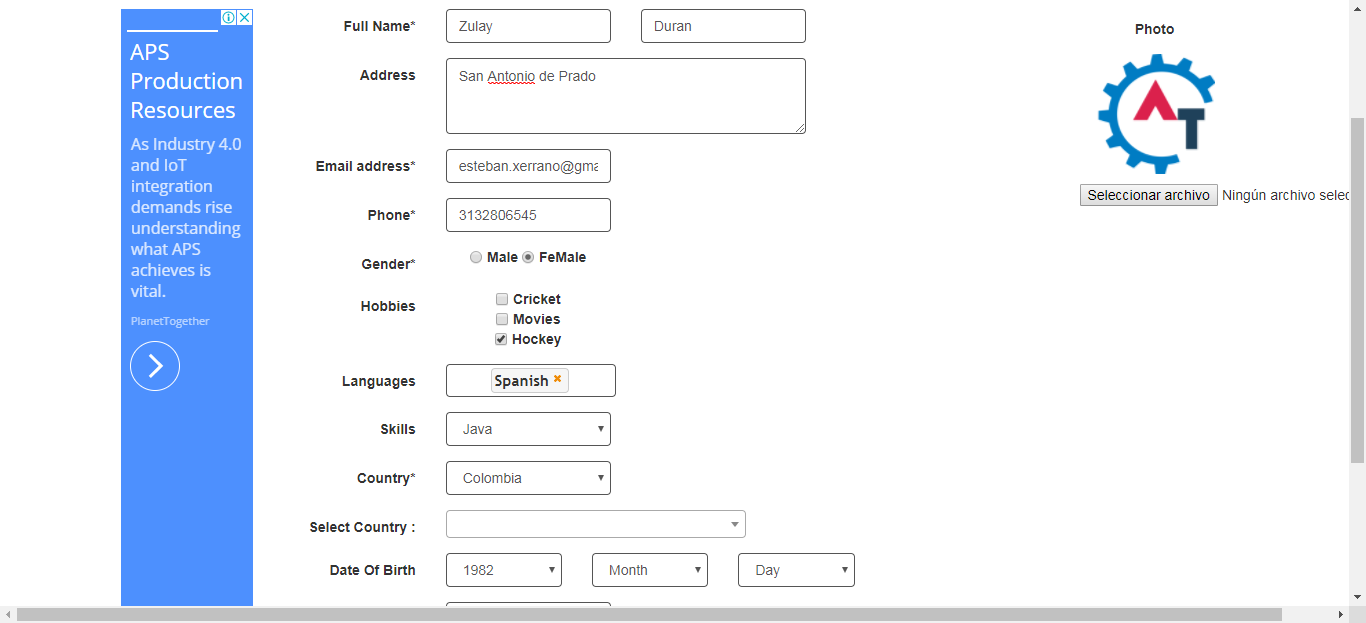 APS
Production
Resources
As Industry 4.0
and IoT
integration
demands rise
understanding
what APS
achieves is
vital.
PlanetTogether
Full Name* Zulay Duran
Address San Antonio de Prado
Email address* esteban.xerrano@gma
Phone* 3132806545
Gender* Male FeMale
Hobbies Cricket
Movies
Hockey
Languages Spanish
Skills Java
Country* Colombia
Select Country :
Date Of Birth 1982 Month Day
Photo
AT
Seleccionar archivo Ningún archivo selec